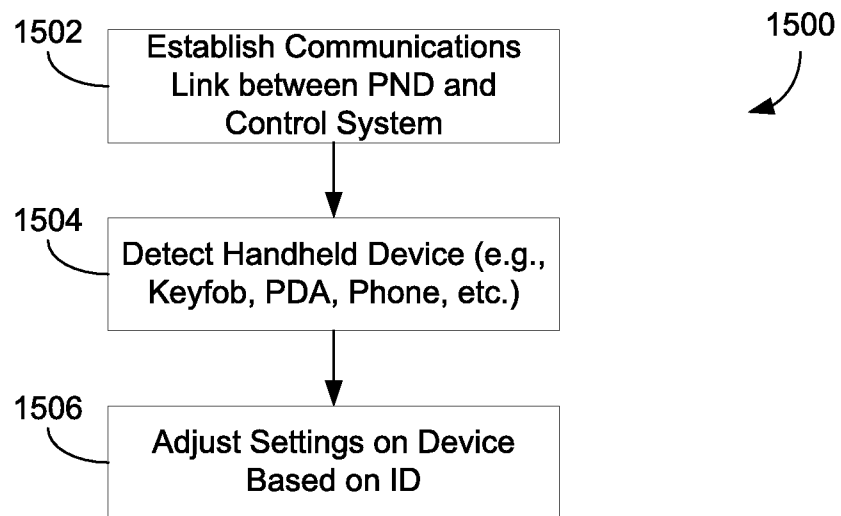 1502
1500
Establish Communications
Link between PND and
Control System
1504
Detect Handheld Device (e.g.,
Keyfob, PDA, Phone, etc.)
1506
Adjust Settings on Device
Based on ID